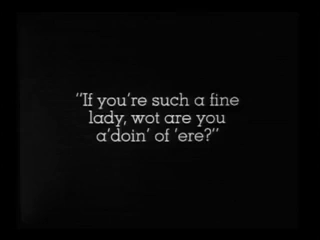 "If you're such a fine
lady, wot are you
a'doin' of 'ere?"